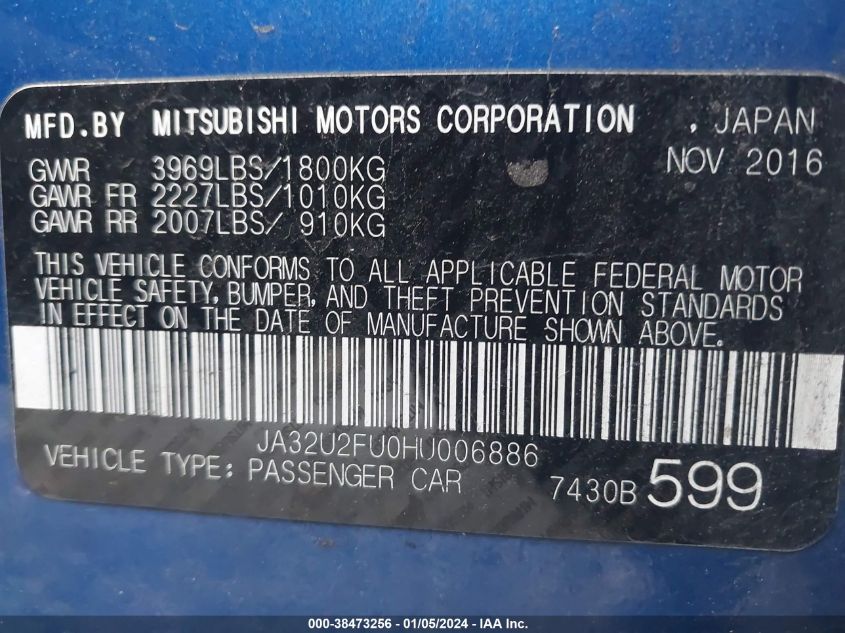 MFD.BY MITSUBISHI MOTORS CORPORATION , JAPAN
NOV 2016
GVWR 3969LBS/1800KG
GAWR FR 2227LBS/1010KG
GAWR RR 2007LBS/ 910KG
THIS VEHICLE CONFORMS TO ALL APPLICABLE FEDERAL MOTOR
VEHICLE SAFETY, BUMPER, AND THEFT PREVENTION STANDARDS
IN EFFECT ON THE DATE OF MANUFACTURE SHOWN ABOVE.
JA32U2FU0HU006886
VEHICLE TYPE: PASSENGER CAR
7430B 599
000-38473256 - 01/05/2024 - IAA Inc.